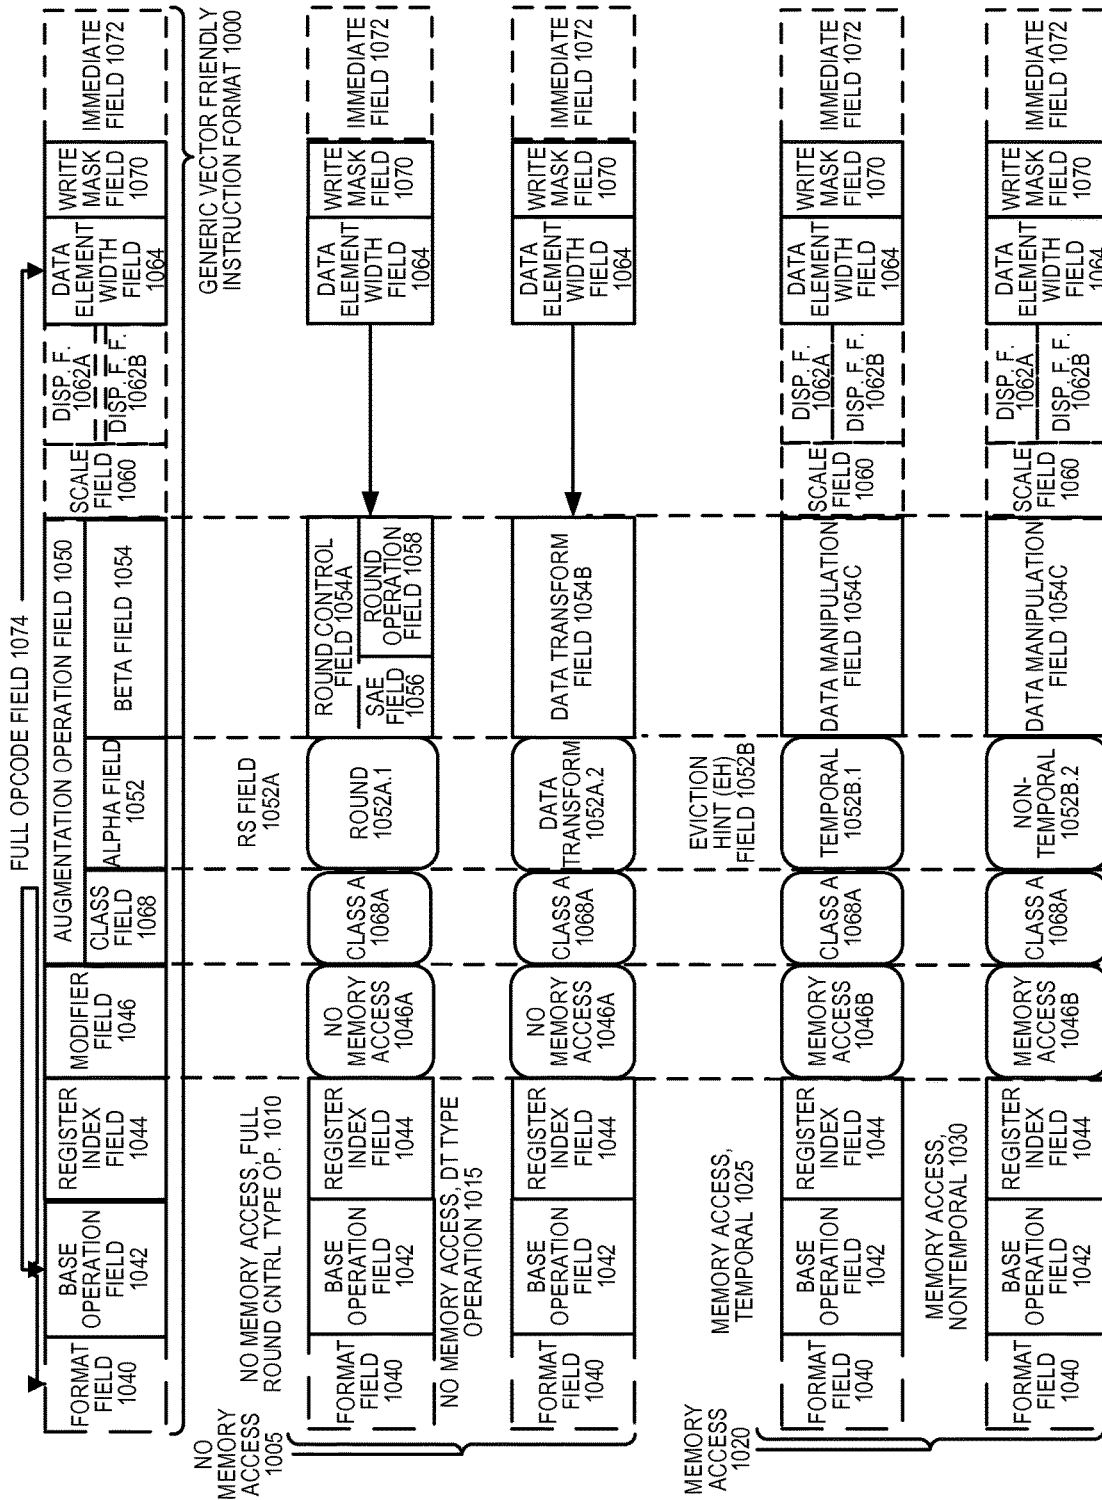 FULL OPCODE FIELD 1074
FORMAT
FIELD
1040
BASE
OPERATION
FIELD
1042
REGISTER
INDEX
FIELD
1044
MODIFIER
FIELD
1046
AUGMENTATION OPERATION FIELD 1050
CLASS
FIELD
1068
ALPHA FIELD
1052
BETA FIELD 1054
SCALE
FIELD
1060
DISP. F.
1062A
DISP. F. F.
1062B
DATA
ELEMENT
WIDTH
FIELD
1064
WRITE
MASK
FIELD
1070
IMMEDIATE
FIELD 1072
GENERIC VECTOR FRIENDLY
INSTRUCTION FORMAT 1000
NO
MEMORY
ACCESS
1005
NO MEMORY ACCESS, FULL
ROUND CNTRL TYPE OP. 1010
RS FIELD
1052A
FORMAT
FIELD
1040
BASE
OPERATION
FIELD
1042
REGISTER
INDEX
FIELD
1044
NO
MEMORY
ACCESS
1046A
CLASS A
1068A
ROUND
1052A.1
ROUND CONTROL
FIELD 1054A
SAE
FIELD
1056
ROUND
OPERATION
FIELD 1058
DATA
ELEMENT
WIDTH
FIELD
1064
WRITE
MASK
FIELD
1070
IMMEDIATE
FIELD 1072
NO MEMORY ACCESS, DT TYPE
OPERATION 1015
FORMAT
FIELD
1040
BASE
OPERATION
FIELD
1042
REGISTER
INDEX
FIELD
1044
NO
MEMORY
ACCESS
1046A
CLASS A
1068A
DATA
TRANSFORM
1052A.2
DATA TRANSFORM
FIELD 1054B
DATA
ELEMENT
WIDTH
FIELD
1064
WRITE
MASK
FIELD
1070
IMMEDIATE
FIELD 1072
MEMORY
ACCESS
1020
MEMORY ACCESS,
TEMPORAL 1025
EVICTION
HINT (EH)
FIELD 1052B
FORMAT
FIELD
1040
BASE
OPERATION
FIELD
1042
REGISTER
INDEX
FIELD
1044
MEMORY
ACCESS
1046B
CLASS A
1068A
TEMPORAL
1052B.1
DATA MANIPULATION
FIELD 1054C
SCALE
FIELD
1060
DISP. F.
1062A
DISP. F. F.
1062B
DATA
ELEMENT
WIDTH
FIELD
1064
WRITE
MASK
FIELD
1070
IMMEDIATE
FIELD 1072
MEMORY ACCESS,
NONTEMPORAL 1030
FORMAT
FIELD
1040
BASE
OPERATION
FIELD
1042
REGISTER
INDEX
FIELD
1044
MEMORY
ACCESS
1046B
CLASS A
1068A
NON-
TEMPORAL
1052B.2
DATA MANIPULATION
FIELD 1054C
SCALE
FIELD
1060
DISP. F.
1062A
DISP. F. F.
1062B
DATA
ELEMENT
WIDTH
FIELD
1064
WRITE
MASK
FIELD
1070
IMMEDIATE
FIELD 1072